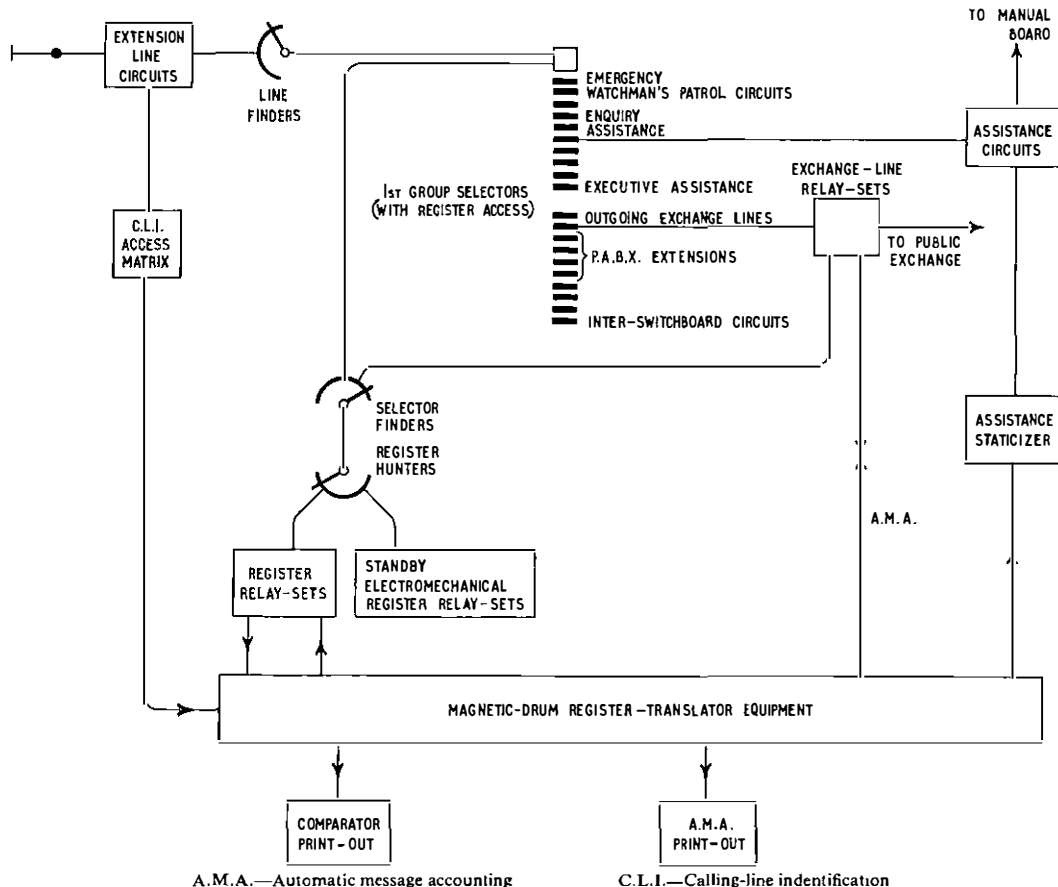 TO MANUAL
BOARD
EXTENSION
LINE
CIRCUITS
LINE
FINDERS
EMERGENCY
WATCHMAN'S PATROL CIRCUITS
ENQUIRY
ASSISTANCE
ASSISTANCE
CIRCUITS
EXCHANGE-LINE
RELAY-SETS
1ST GROUP SELECTORS
(WITH REGISTER ACCESS)
EXECUTIVE ASSISTANCE
OUTGOING EXCHANGE LINES
TO PUBLIC
EXCHANGE
P.A.B.X. EXTENSIONS
C.L.I.
ACCESS
MATRIX
INTER-SWITCHBOARD CIRCUITS
SELECTOR
FINDERS
REGISTER
HUNTERS
ASSISTANCE
STATICIZER
A.M.A.
REGISTER
RELAY-SETS
STANDBY
ELECTROMECHANICAL
REGISTER RELAY-SETS
MAGNETIC-DRUM REGISTER-TRANSLATOR EQUIPMENT
COMPARATOR
PRINT-OUT
A.M.A.
PRINT-OUT
A.M.A.—Automatic message accounting
C.L.I.—Calling-line indentification